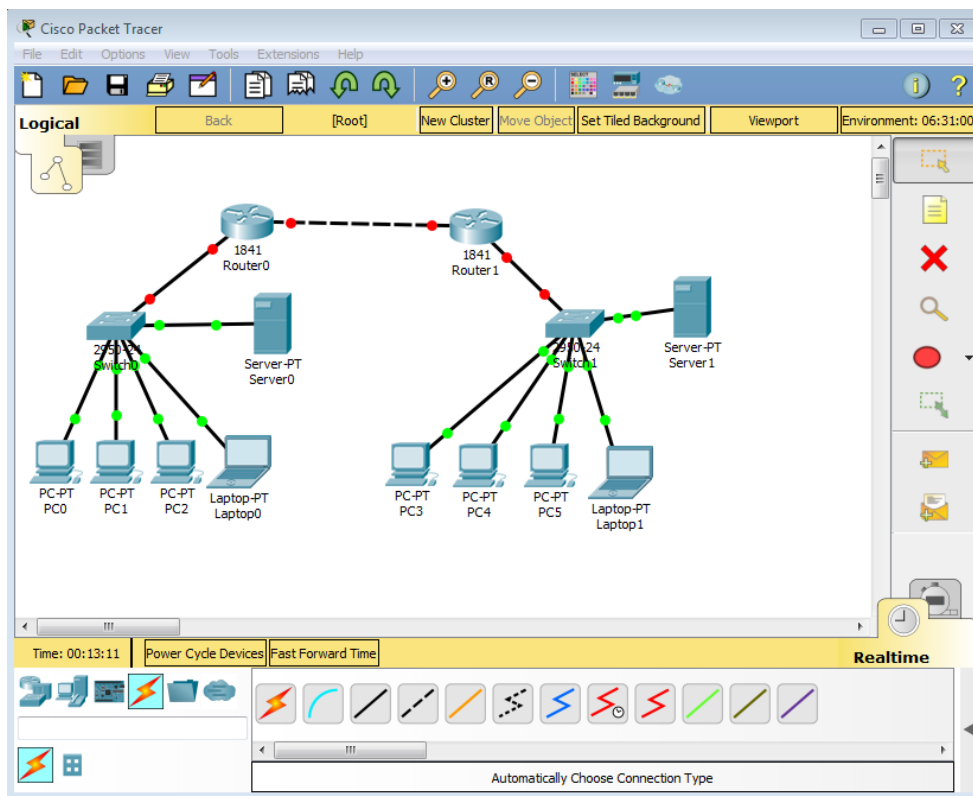 Cisco Packet Tracer
File Edit Options View Tools Extensions Help
Logical Back [Root] New Cluster Move Object Set Tiled Background Viewport Environment: 06:31:00
1841
Router0
1841
Router1
2950-24
Switch0
Server-PT
Server0
2950-24
Switch1
Server-PT
Server1
PC-PT
PC0
PC-PT
PC1
PC-PT
PC2
Laptop-PT
Laptop0
PC-PT
PC3
PC-PT
PC4
PC-PT
PC5
Laptop-PT
Laptop1
Time: 00:13:11 Power Cycle Devices Fast Forward Time
Realtime
Automatically Choose Connection Type